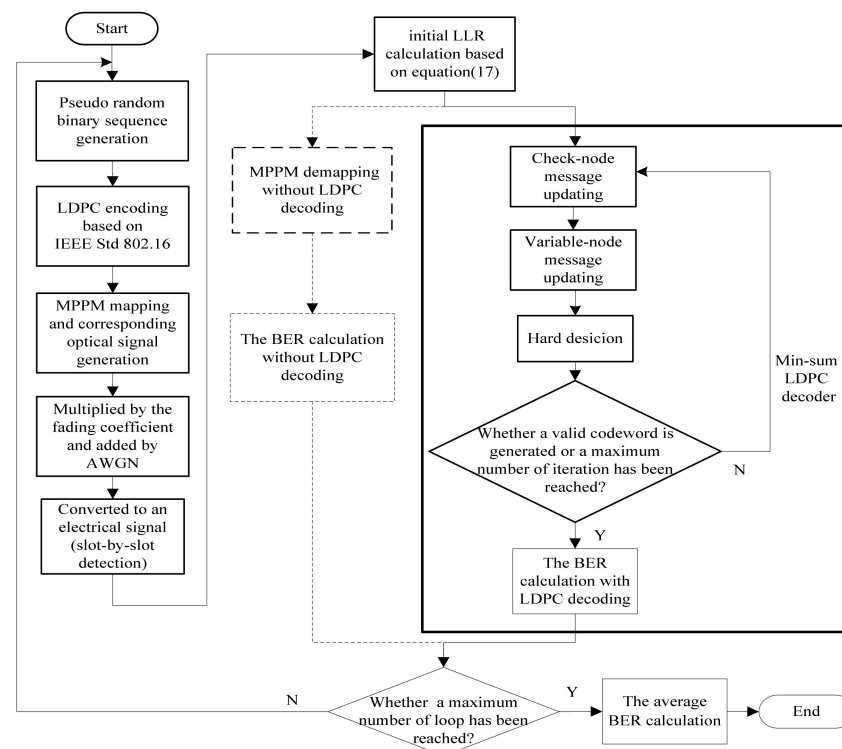 Start
Pseudo random
binary sequence
generation
LDPC encoding
based on
IEEE Std 802.16
MPPM mapping
and corresponding
optical signal
generation
Multiplied by the
fading coefficient
and added by
AWGN
Converted to an
electrical signal
(slot-by-slot
detection)
initial LLR
calculation based
on equation(17)
MPPM demapping
without LDPC
decoding
The BER calculation
without LDPC
decoding
Check-node
message
updating
Variable-node
message
updating
Hard desicion
Min-sum
LDPC
decoder
Whether a valid codeword is
generated or a maximum
number of iteration has been
reached?
N
Y
The BER
calculation with
LDPC decoding
Whether a maximum
number of loop has been
reached?
N
Y
The average
BER calculation
End